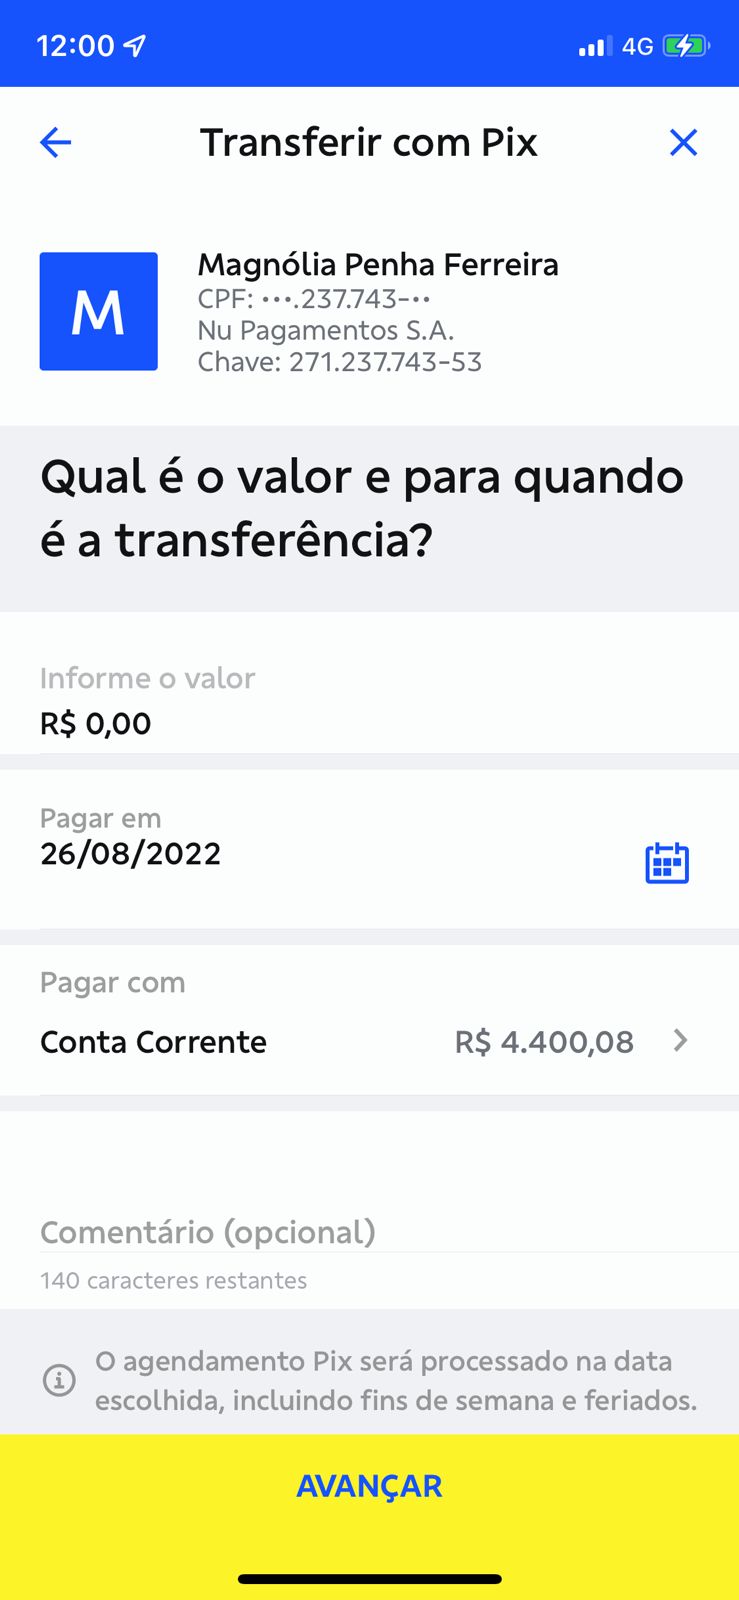 12:00
4G
Transferir com Pix
M
Magnólia Penha Ferreira
CPF: •••.237.743-••
Nu Pagamentos S.A.
Chave: 271.237.743-53
Qual é o valor e para quando
é a transferência?
Informe o valor
R$ 0,00
Pagar em
26/08/2022
Pagar com
Conta Corrente R$ 4.400,08
Comentário (opcional)
140 caracteres restantes
O agendamento Pix será processado na data
escolhida, incluindo fins de semana e feriados.
AVANÇAR